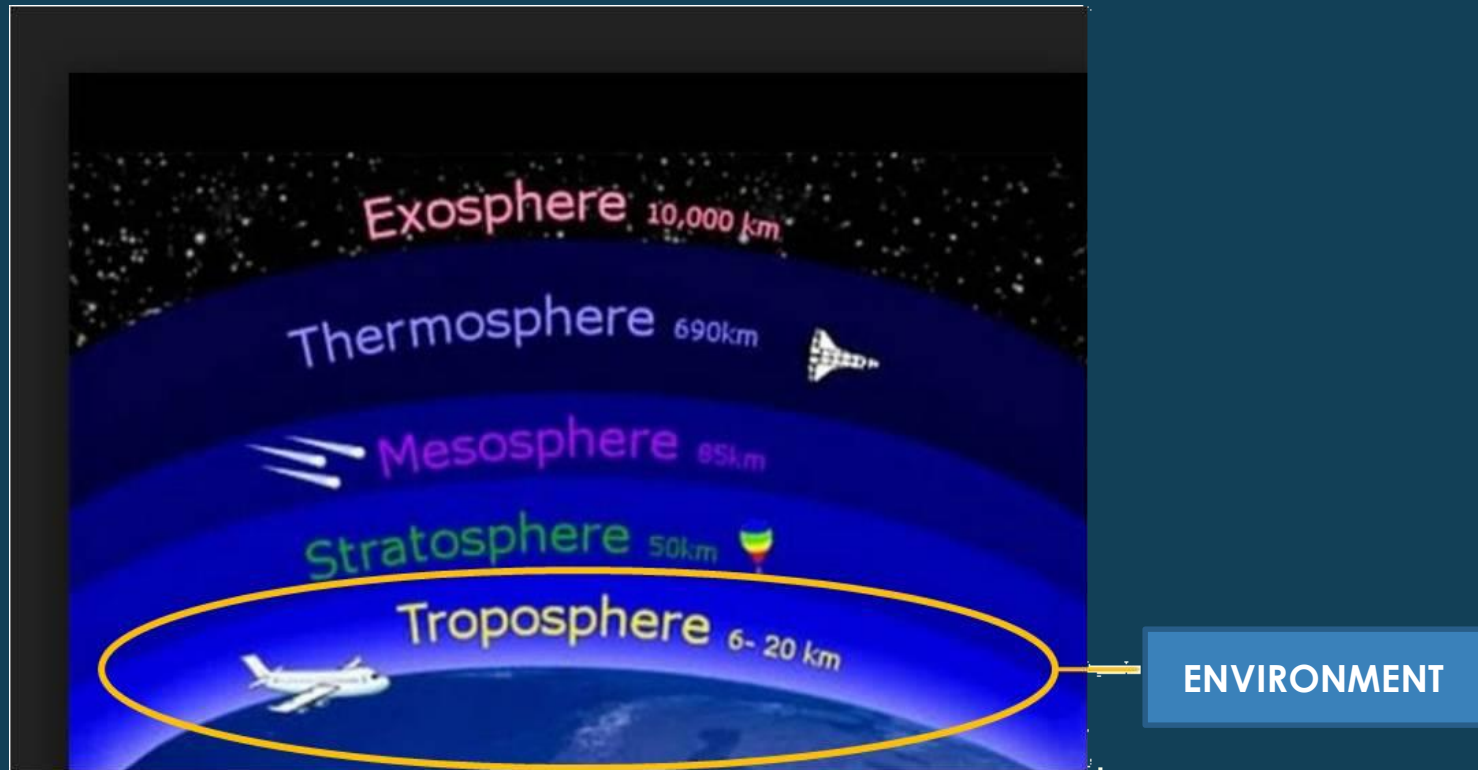 Exosphere 10,000 km
Thermosphere 690km
Mesosphere 85km
Stratosphere 50km
Troposphere 6- 20 km
ENVIRONMENT